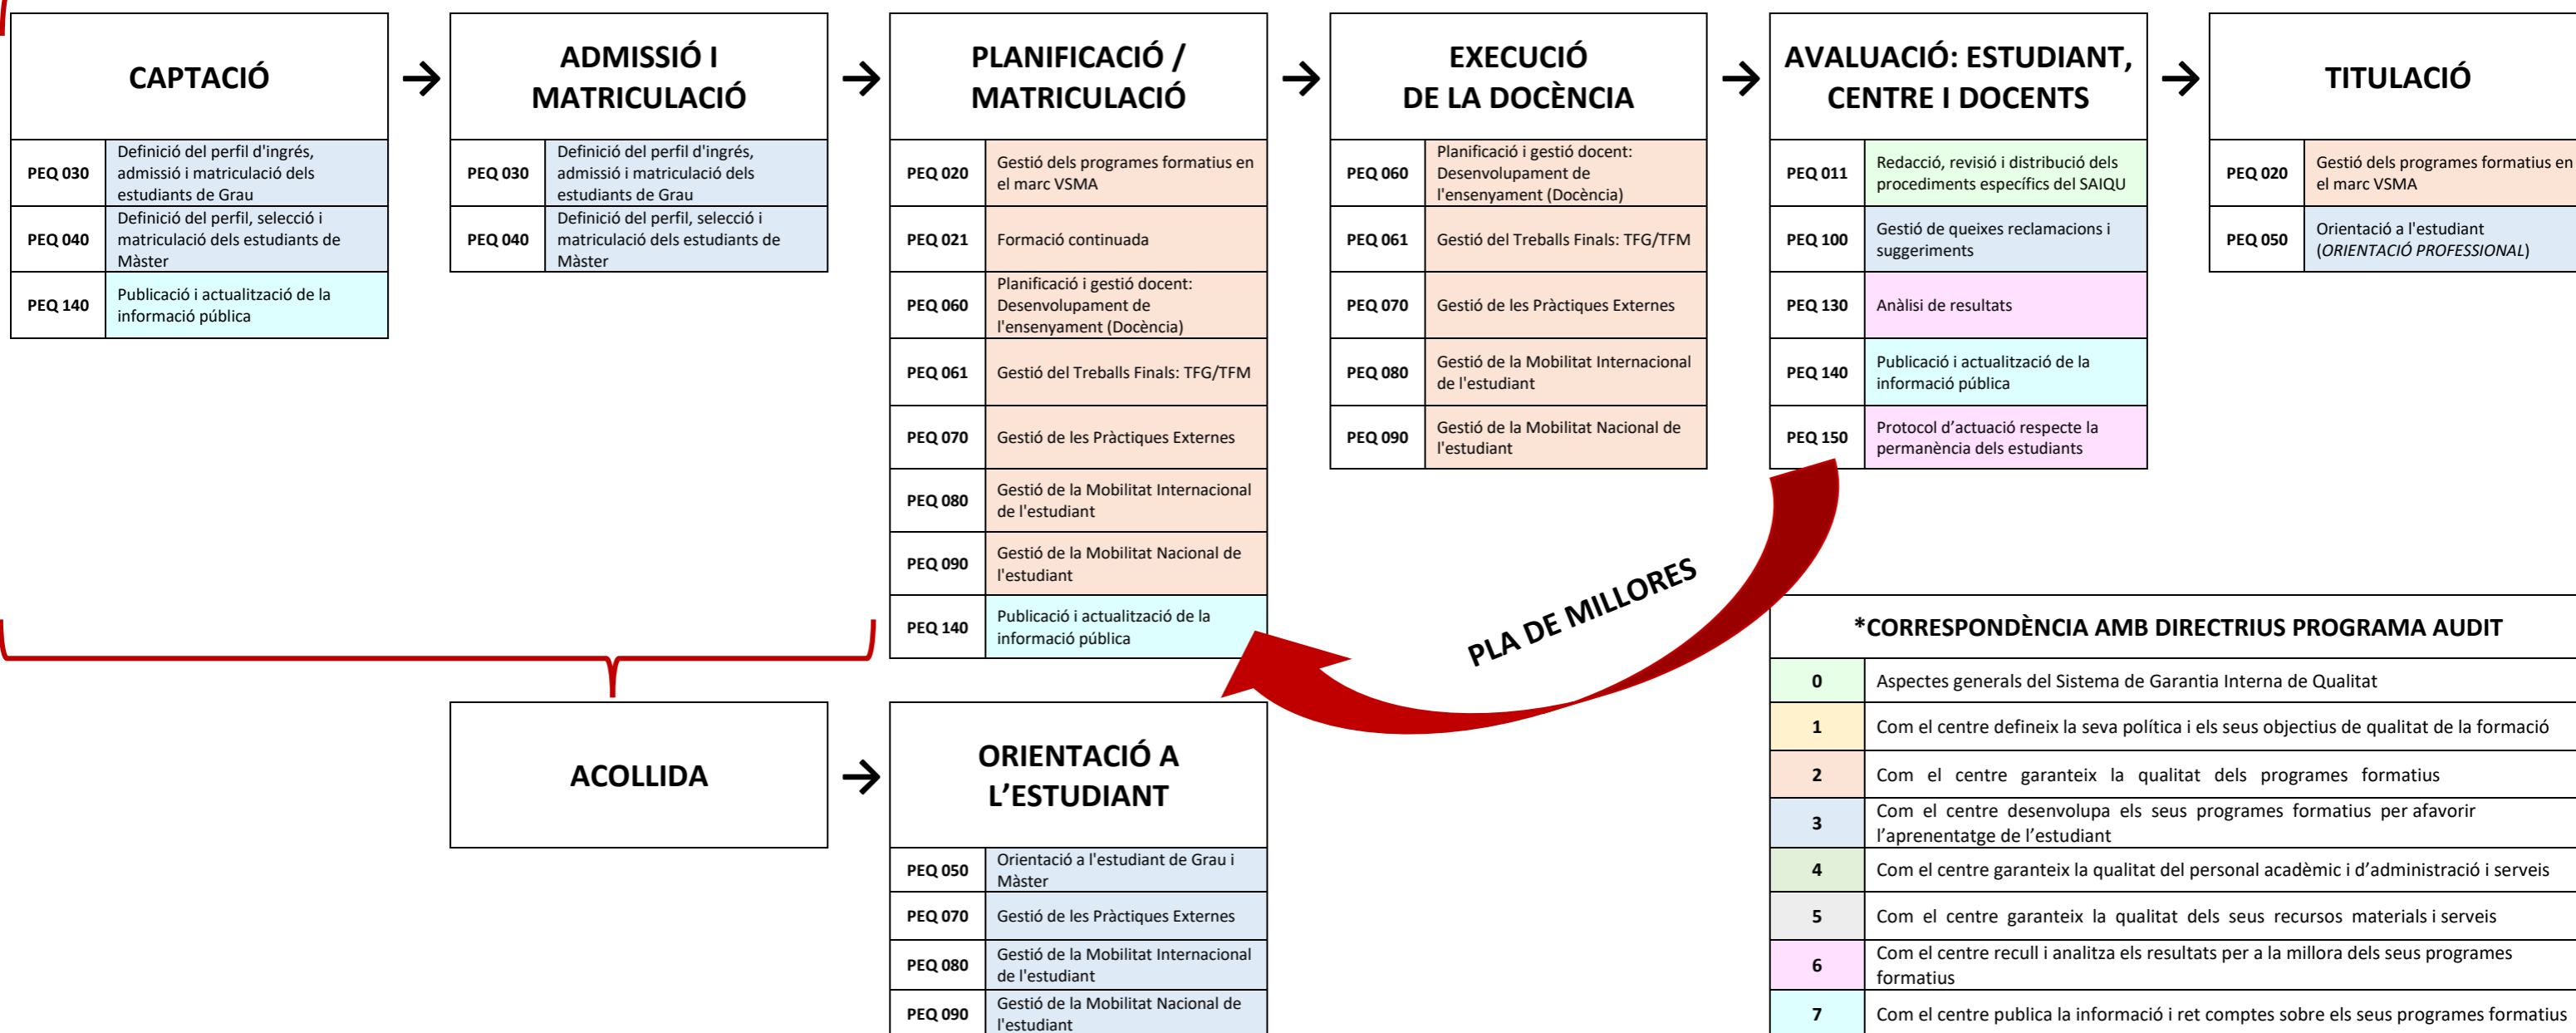 CAPTACIÓ
PEQ 030
Definició del perfil d'ingrés,
admissió i matriculació dels
estudiants de Grau
PEQ 040
Definició del perfil, selecció i
matriculació dels estudiants de
Màster
PEQ 140
Publicació i actualització de la
informació pública
ADMISSIÓ I
MATRICULACIÓ
PEQ 030
Definició del perfil d'ingrés,
admissió i matriculació dels
estudiants de Grau
PEQ 040
Definició del perfil, selecció i
matriculació dels estudiants de
Màster
PLANIFICACIÓ /
MATRICULACIÓ
PEQ 020
Gestió dels programes formatius en
el marc VSMA
PEQ 021
Formació continuada
PEQ 060
Planificació i gestió docent:
Desenvolupament de
l'ensenyament (Docència)
PEQ 061
Gestió del Treballs Finals: TFG/TFM
PEQ 070
Gestió de les Pràctiques Externes
PEQ 080
Gestió de la Mobilitat Internacional
de l'estudiant
PEQ 090
Gestió de la Mobilitat Nacional de
l'estudiant
PEQ 140
Publicació i actualització de la
informació pública
EXECUCIÓ
DE LA DOCÈNCIA
PEQ 060
Planificació i gestió docent:
Desenvolupament de
l'ensenyament (Docència)
PEQ 061
Gestió del Treballs Finals: TFG/TFM
PEQ 070
Gestió de les Pràctiques Externes
PEQ 080
Gestió de la Mobilitat Internacional
de l'estudiant
PEQ 090
Gestió de la Mobilitat Nacional de
l'estudiant
AVALUACIÓ: ESTUDIANT,
CENTRE I DOCENTS
PEQ 011
Redacció, revisió i distribució dels
procediments específics del SAIQU
PEQ 100
Gestió de queixes reclamacions i
suggeriments
PEQ 130
Anàlisi de resultats
PEQ 140
Publicació i actualització de la
informació pública
PEQ 150
Protocol d’actuació respecte la
permanència dels estudiants
TITULACIÓ
PEQ 020
Gestió dels programes formatius en
el marc VSMA
PEQ 050
Orientació a l'estudiant
(ORIENTACIÓ PROFESSIONAL)
PLA DE MILLORES
ACOLLIDA
ORIENTACIÓ A
L’ESTUDIANT
PEQ 050
Orientació a l'estudiant de Grau i
Màster
PEQ 070
Gestió de les Pràctiques Externes
PEQ 080
Gestió de la Mobilitat Internacional
de l'estudiant
PEQ 090
Gestió de la Mobilitat Nacional de
l'estudiant
*CORRESPONDÈNCIA AMB DIRECTRIUS PROGRAMA AUDIT
0
Aspectes generals del Sistema de Garantia Interna de Qualitat
1
Com el centre defineix la seva política i els seus objectius de qualitat de la formació
2
Com el centre garanteix la qualitat dels programes formatius
3
Com el centre desenvolupa els seus programes formatius per afavorir
l’aprenentatge de l’estudiant
4
Com el centre garanteix la qualitat del personal acadèmic i d’administració i serveis
5
Com el centre garanteix la qualitat dels seus recursos materials i serveis
6
Com el centre recull i analitza els resultats per a la millora dels seus programes
formatius
7
Com el centre publica la informació i ret comptes sobre els seus programes formatius